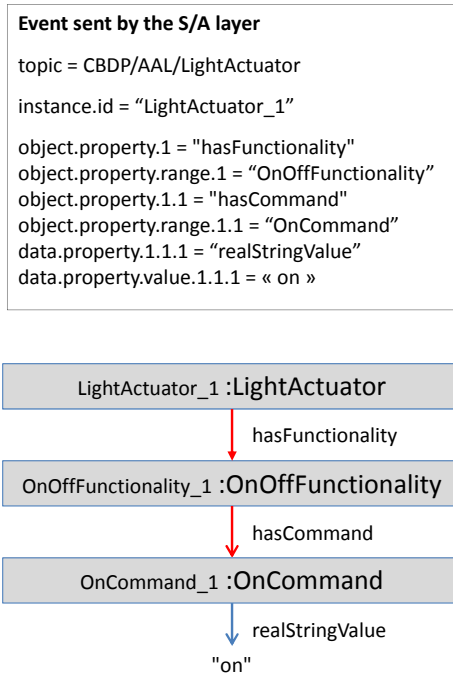 Event sent by the S/A layer
topic = CBDP/AAL/LightActuator
instance.id = “LightActuator_1”
object.property.1 = "hasFunctionality"
object.property.range.1 = “OnOffFunctionality”
object.property.1.1 = "hasCommand"
object.property.range.1.1 = “OnCommand”
data.property.1.1.1 = “realStringValue”
data.property.value.1.1.1 = « on »
LightActuator_1 :LightActuator
hasFunctionality
OnOffFunctionality_1 :OnOffFunctionality
hasCommand
OnCommand_1 :OnCommand
realStringValue
"on"